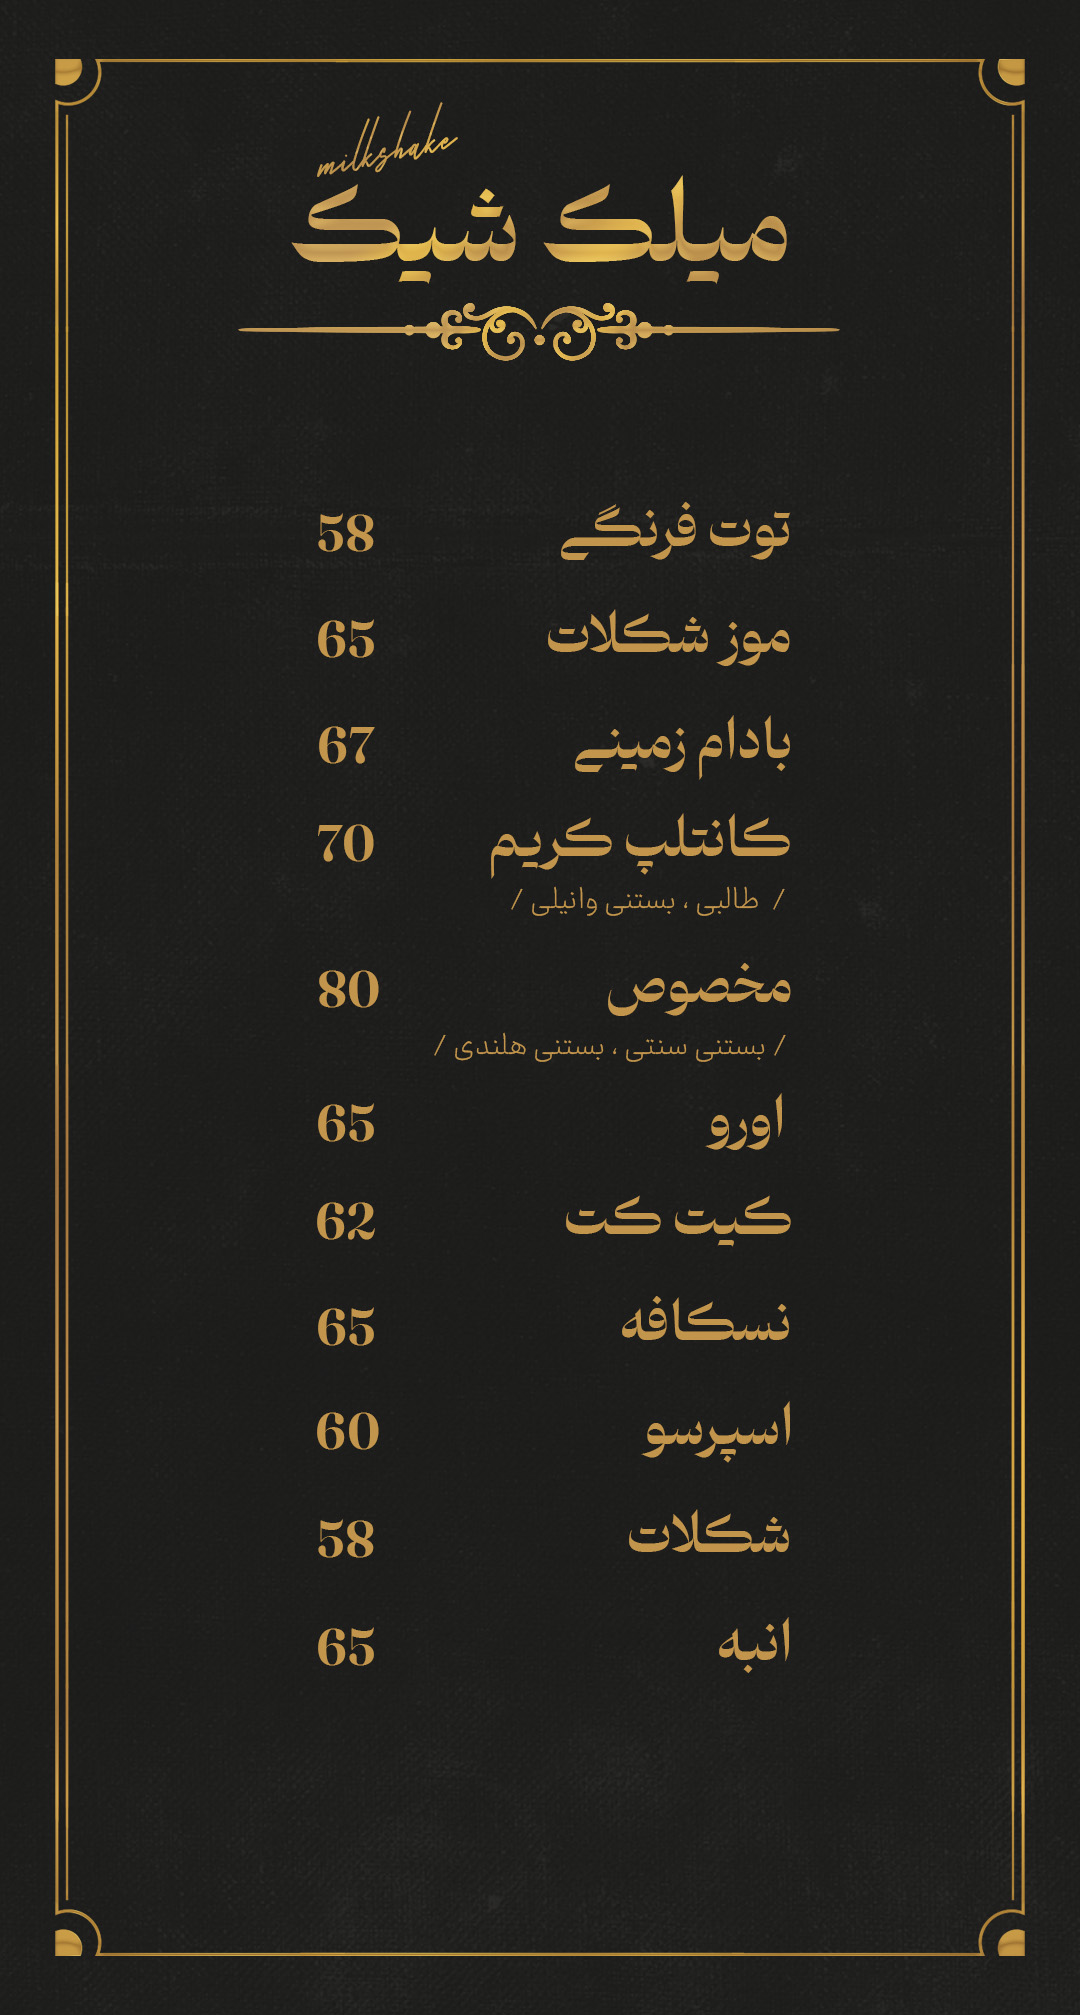 milkshake
میلک شیک
توت فرنگی 58
موز شکلات 65
بادام زمینی 67
کانتلپ کریم 70
/ طالبی ، بستنی وانیلی /
مخصوص 80
/ بستنی سنتی ، بستنی هلندی /
اورو 65
کیت کت 62
نسکافه 65
اسپرسو 60
شکلات 58
انبه 65